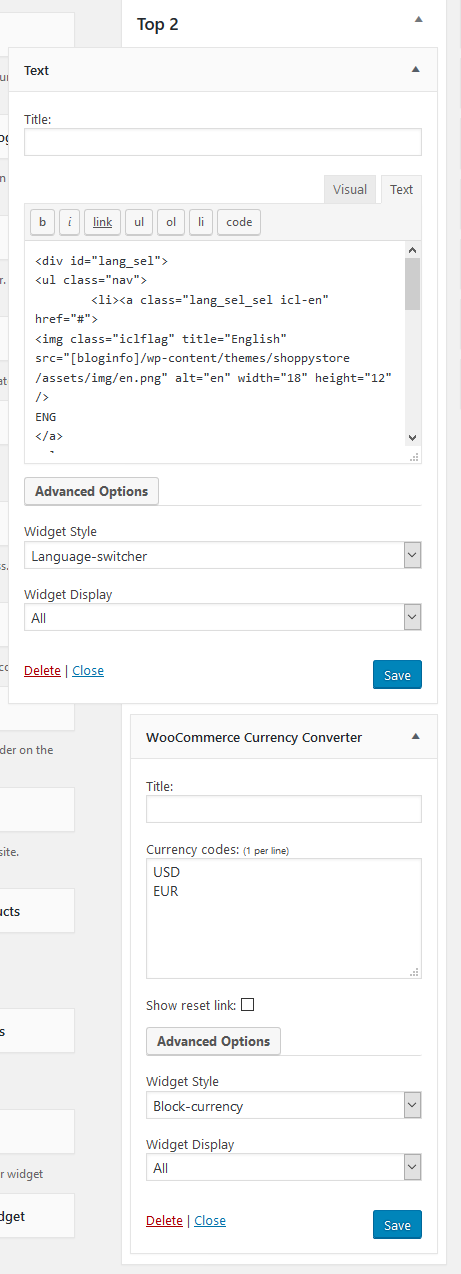 Top 2
Text
Title:
Visual
Text
b
i
link
ul
ol
li
code
<div id="lang_sel">
<ul class="nav">
<li><a class="lang_sel_sel icl-en"
href="#">
<img class="iclflag" title="English"
src="[bloginfo]/wp-content/themes/shoppystore
/assets/img/en.png" alt="en" width="18" height="12"
/>
ENG
</a>
Advanced Options
Widget Style
Language-switcher
Widget Display
All
Delete | Close
Save
der on the
WooCommerce Currency Converter
Title:
site.
Currency codes: (1 per line)
USD
EUR
ucts
Show reset link:
s
Advanced Options
Widget Style
Block-currency
Widget Display
All
r widget
dget
Delete | Close
Save